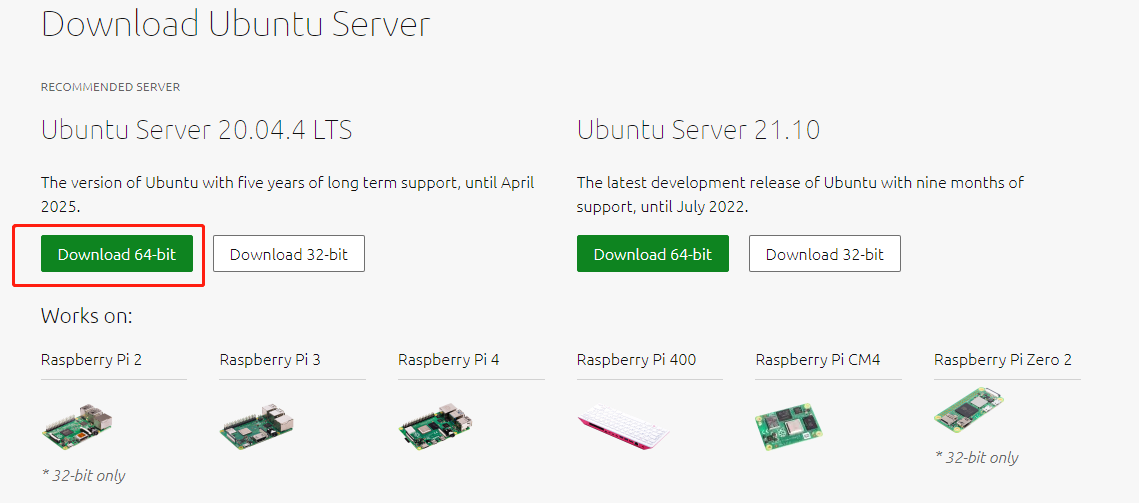 Download Ubuntu Server
RECOMMENDED SERVER
Ubuntu Server 20.04.4 LTS
The version of Ubuntu with five years of long term support, until April
2025.
Download 64-bit
Download 32-bit
Ubuntu Server 21.10
The latest development release of Ubuntu with nine months of
support, until July 2022.
Download 64-bit
Download 32-bit
Works on:
Raspberry Pi 2
* 32-bit only
Raspberry Pi 3
Raspberry Pi 4
Raspberry Pi 400
Raspberry Pi CM4
Raspberry Pi Zero 2
* 32-bit only